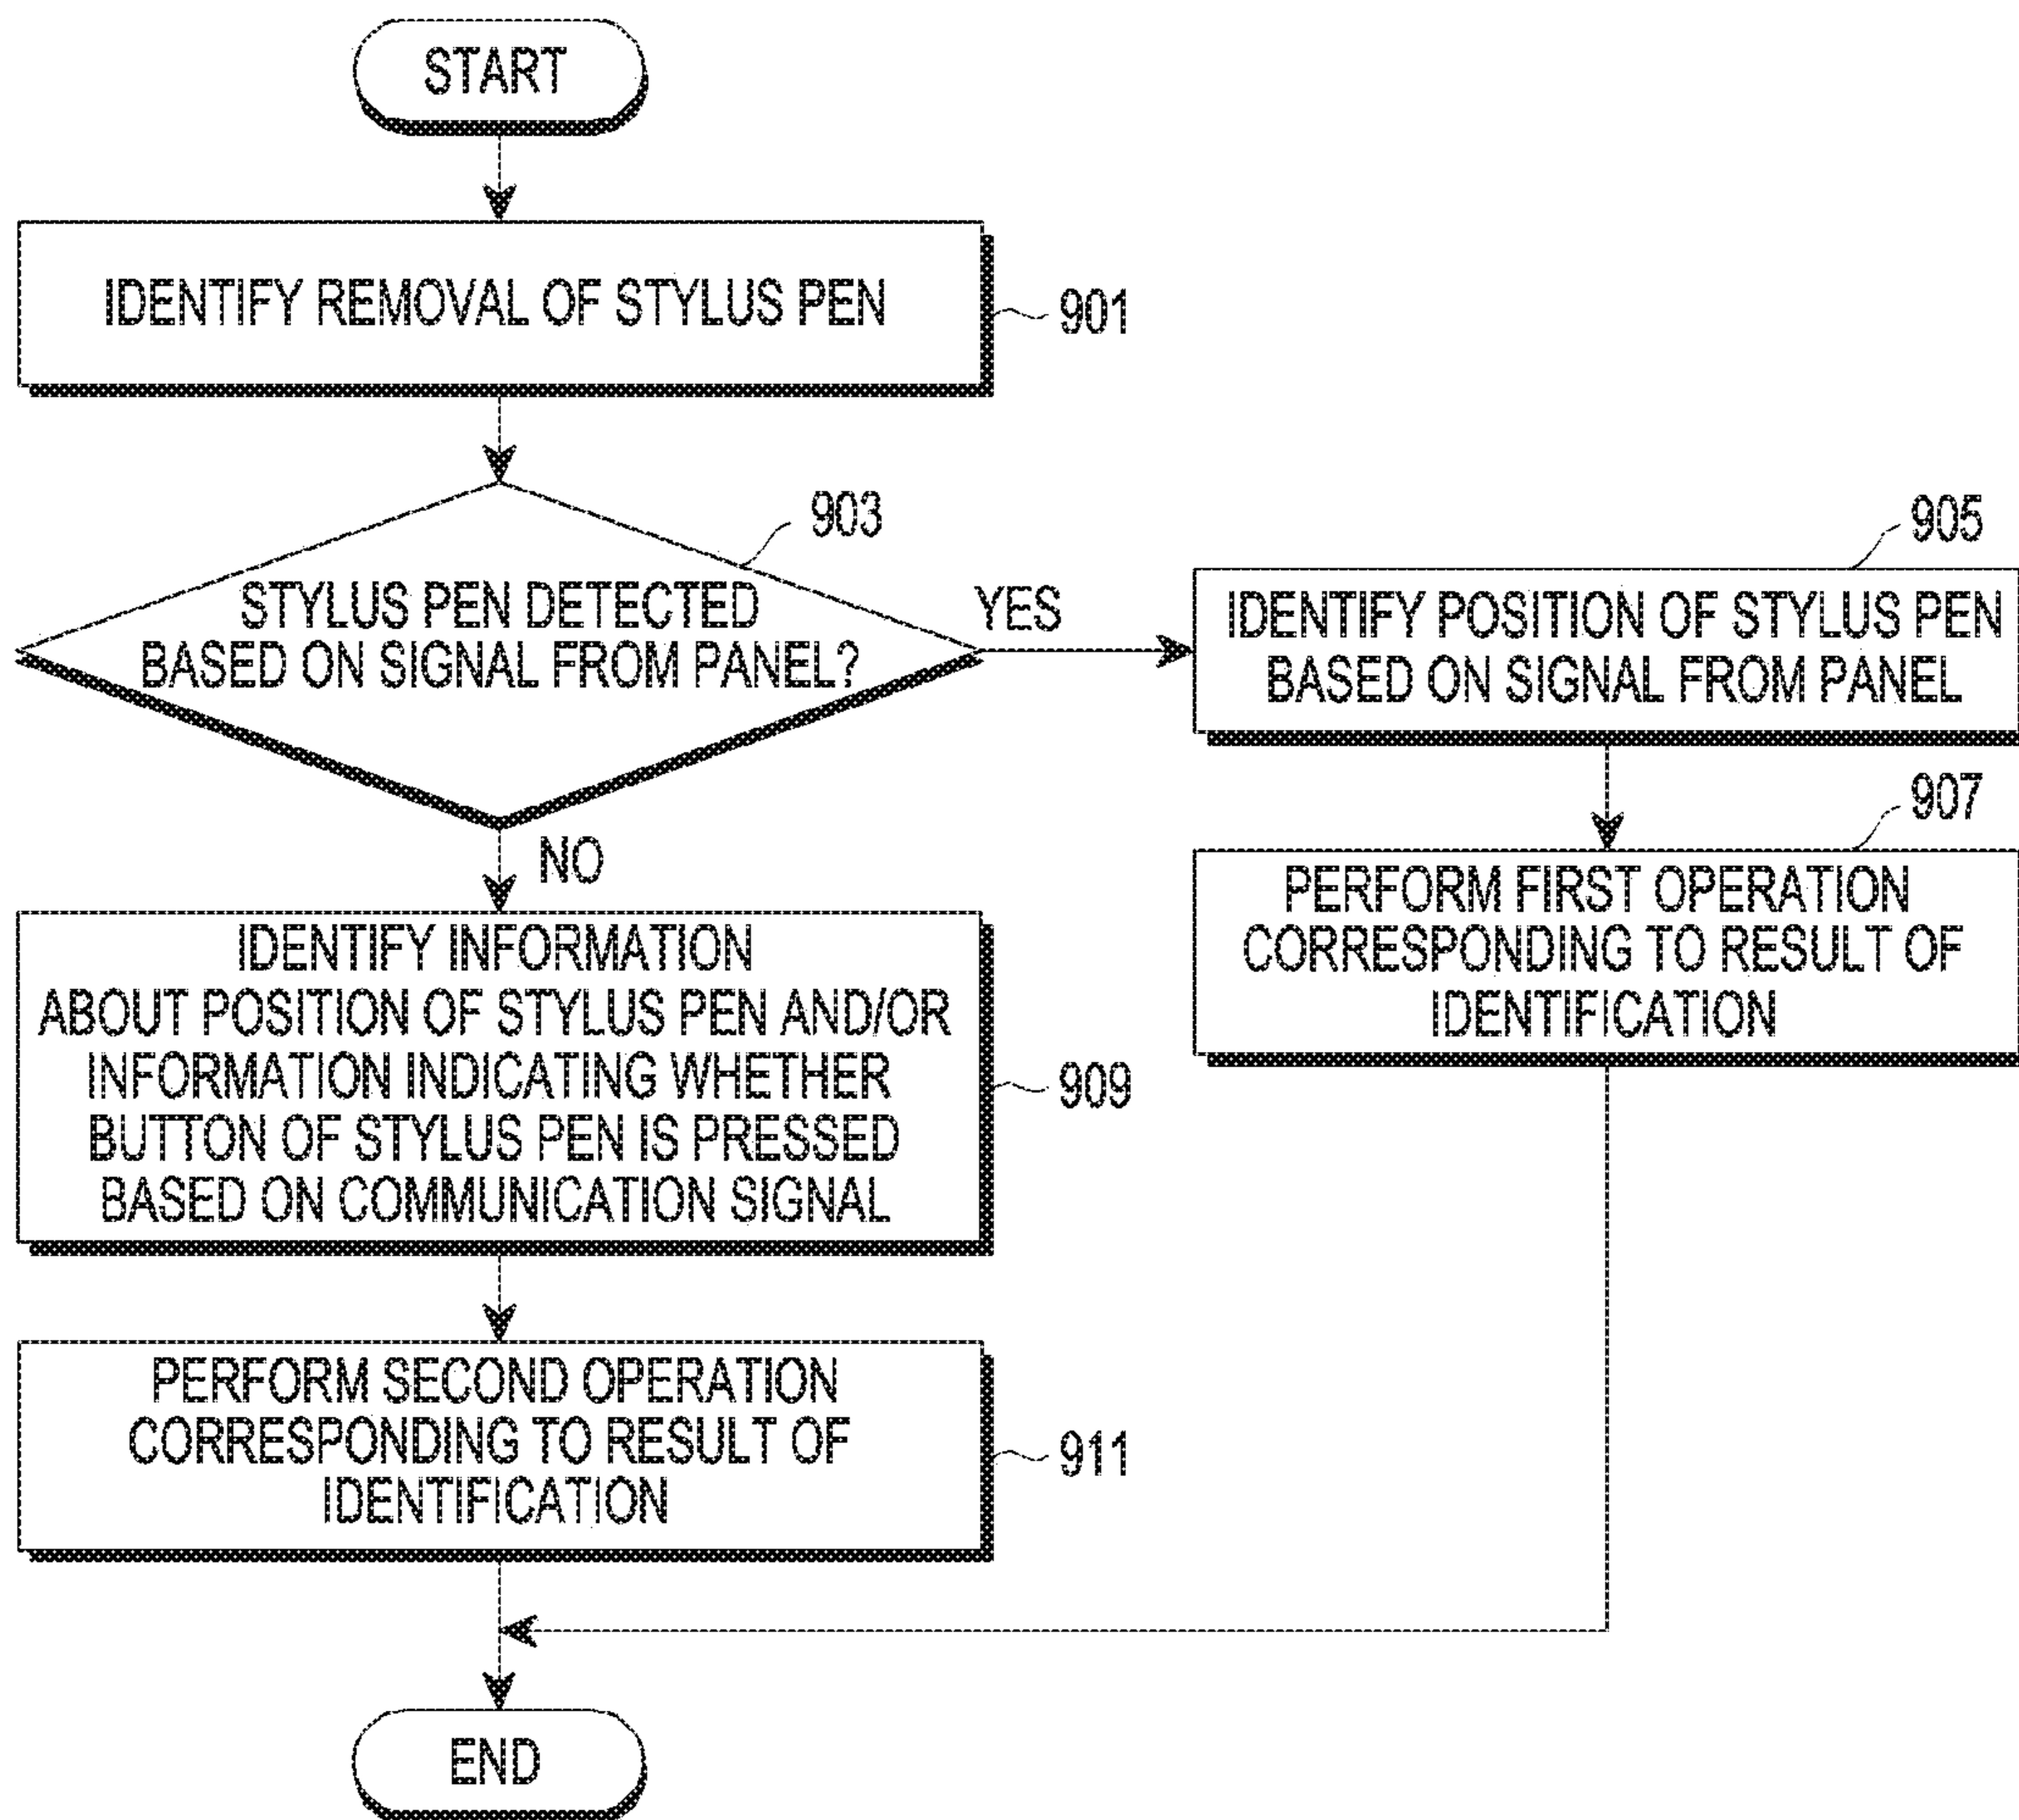 START
IDENTIFY REMOVAL OF STYLUS PEN
901
903
STYLUS PEN DETECTED
BASED ON SIGNAL FROM PANEL?
YES
NO
905
IDENTIFY POSITION OF STYLUS PEN
BASED ON SIGNAL FROM PANEL
907
PERFORM FIRST OPERATION
CORRESPONDING TO RESULT OF
IDENTIFICATION
IDENTIFY INFORMATION
ABOUT POSITION OF STYLUS PEN AND/OR
INFORMATION INDICATING WHETHER
BUTTON OF STYLUS PEN IS PRESSED
BASED ON COMMUNICATION SIGNAL
909
PERFORM SECOND OPERATION
CORRESPONDING TO RESULT OF
IDENTIFICATION
911
END